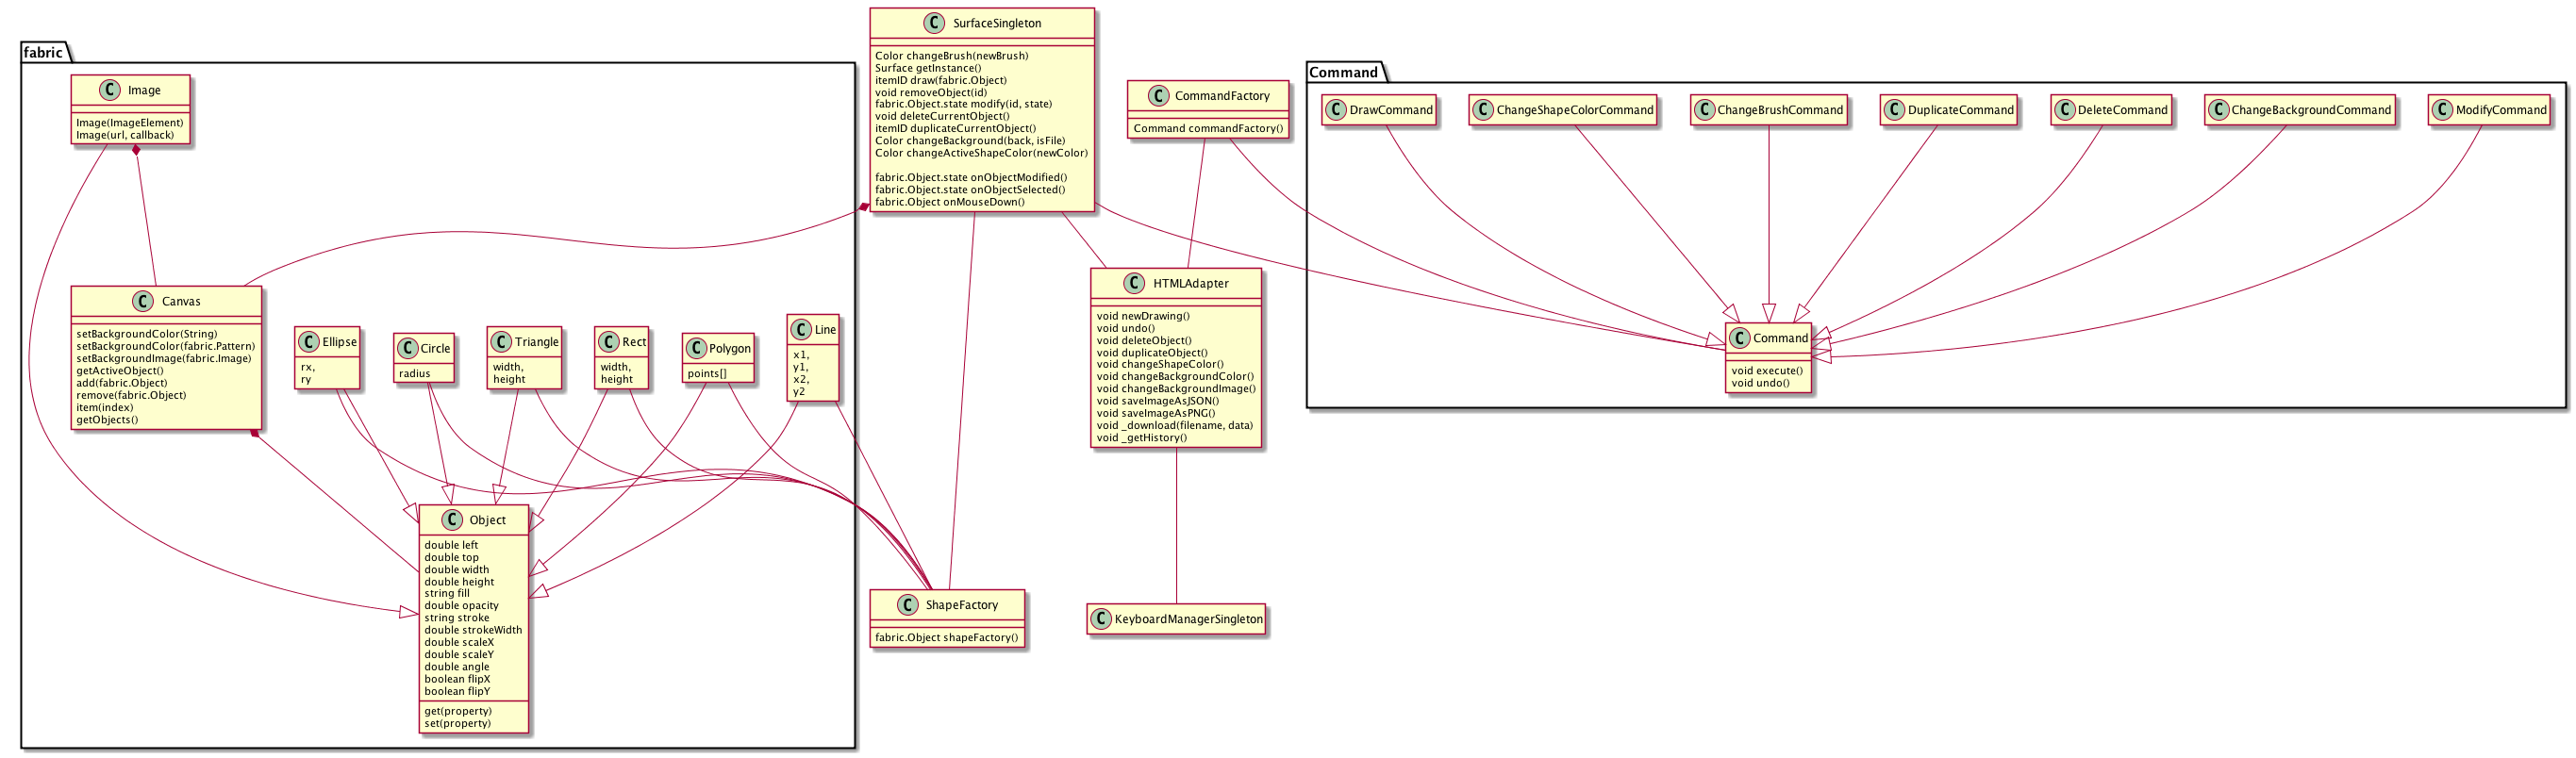 fabric
C Image
Image(ImageElement)
Image(url, callback)
C Canvas
setBackgroundColor(String)
setBackgroundColor(fabric.Pattern)
setBackgroundImage(fabric.Image)
getActiveObject()
add(fabric.Object)
remove(fabric.Object)
item(index)
getObjects()
C Ellipse
rx,
ry
C Circle
radius
C Triangle
width,
height
C Rect
width,
height
C Polygon
points[]
C Line
x1,
y1,
x2,
y2
C Object
double left
double top
double width
double height
string fill
double opacity
string stroke
double strokeWidth
double scaleX
double scaleY
double angle
boolean flipX
boolean flipY
get(property)
set(property)
C SurfaceSingleton
Color changeBrush(newBrush)
Surface getInstance()
itemID draw(fabric.Object)
void removeObject(id)
fabric.Object.state modify(id, state)
void deleteCurrentObject()
itemID duplicateCurrentObject()
Color changeBackground(back, isFile)
Color changeActiveShapeColor(newColor)
fabric.Object.state onObjectModified()
fabric.Object.state onObjectSelected()
fabric.Object onMouseDown()
C CommandFactory
Command commandFactory()
C HTMLAdapter
void newDrawing()
void undo()
void deleteObject()
void duplicateObject()
void changeShapeColor()
void changeBackgroundColor()
void changeBackgroundImage()
void saveImageAsJSON()
void saveImageAsPNG()
void _download(filename, data)
void _getHistory()
C ShapeFactory
fabric.Object shapeFactory()
C KeyboardManagerSingleton
Command
C DrawCommand
C ChangeShapeColorCommand
C ChangeBrushCommand
C DuplicateCommand
C DeleteCommand
C ChangeBackgroundCommand
C ModifyCommand
C Command
void execute()
void undo()